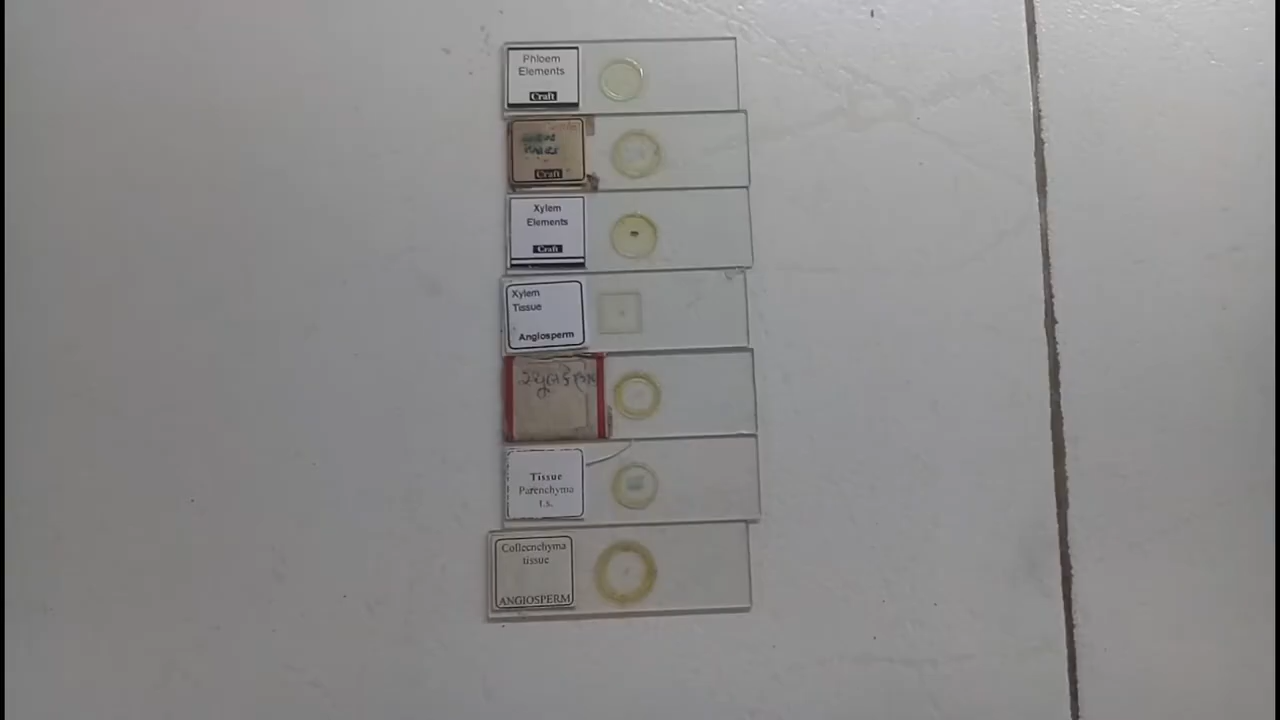 Phloem
Elements
Craft
Craft
Xylem
Elements
Craft
Xylem
Tissue
Angiosperm
Tissue
Parenchyma
t.s.
Collenchyma
tissue
ANGIOSPERM